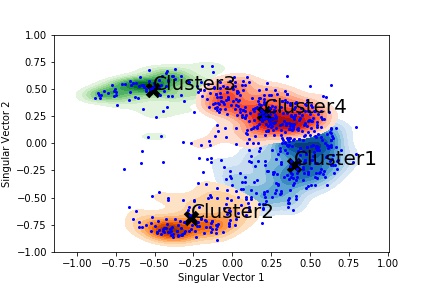 1.00
0.75
0.50
0.25
0.00
−0.25
−0.50
−0.75
−1.00
Singular Vector 2
Cluster3
Cluster4
Cluster1
Cluster2
−1.00 −0.75 −0.50 −0.25 0.00 0.25 0.50 0.75 1.00
Singular Vector 1